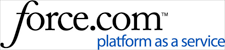 force.com™
platform as a service